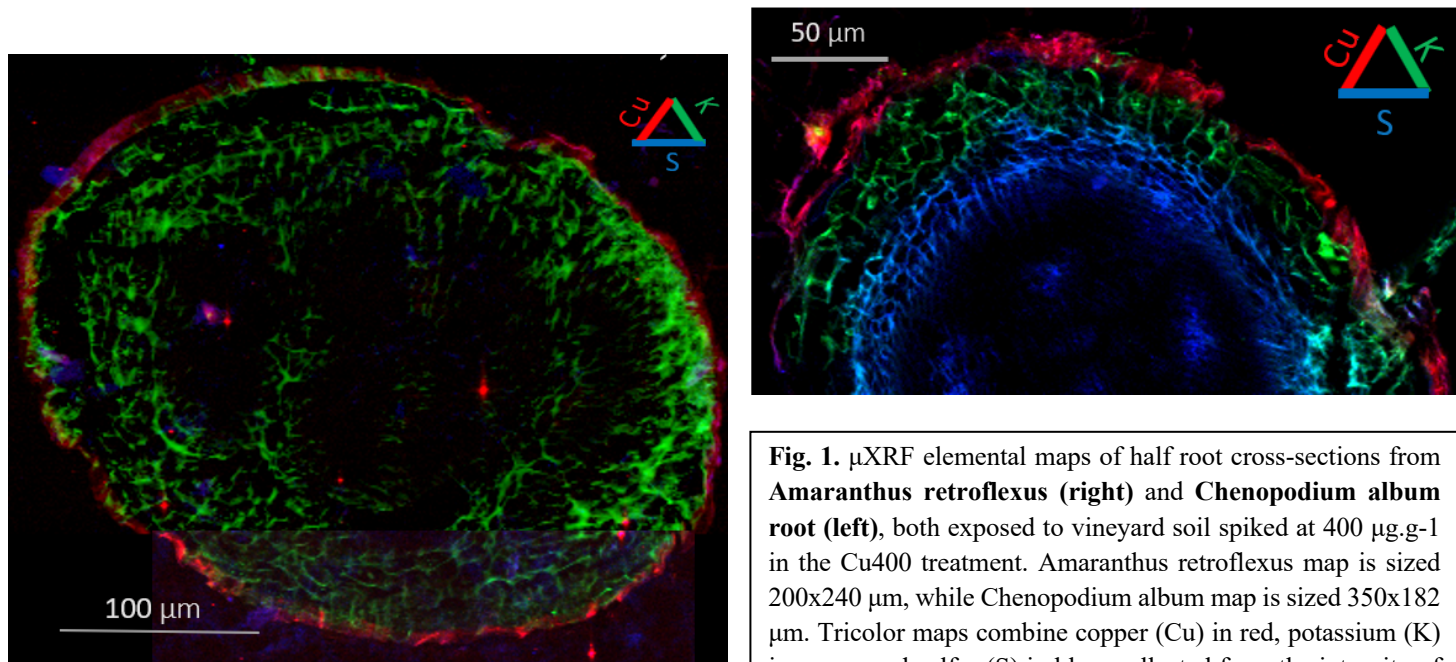 Cu
K
S
100 µm
50 µm
Cu
K
S
Fig. 1. µXRF elemental maps of half root cross-sections from
Amaranthus retroflexus (right) and Chenopodium album
root (left), both exposed to vineyard soil spiked at 400 µg.g-1
in the Cu400 treatment. Amaranthus retroflexus map is sized
200x240 µm, while Chenopodium album map is sized 350x182
µm. Tricolor maps combine copper (Cu) in red, potassium (K)